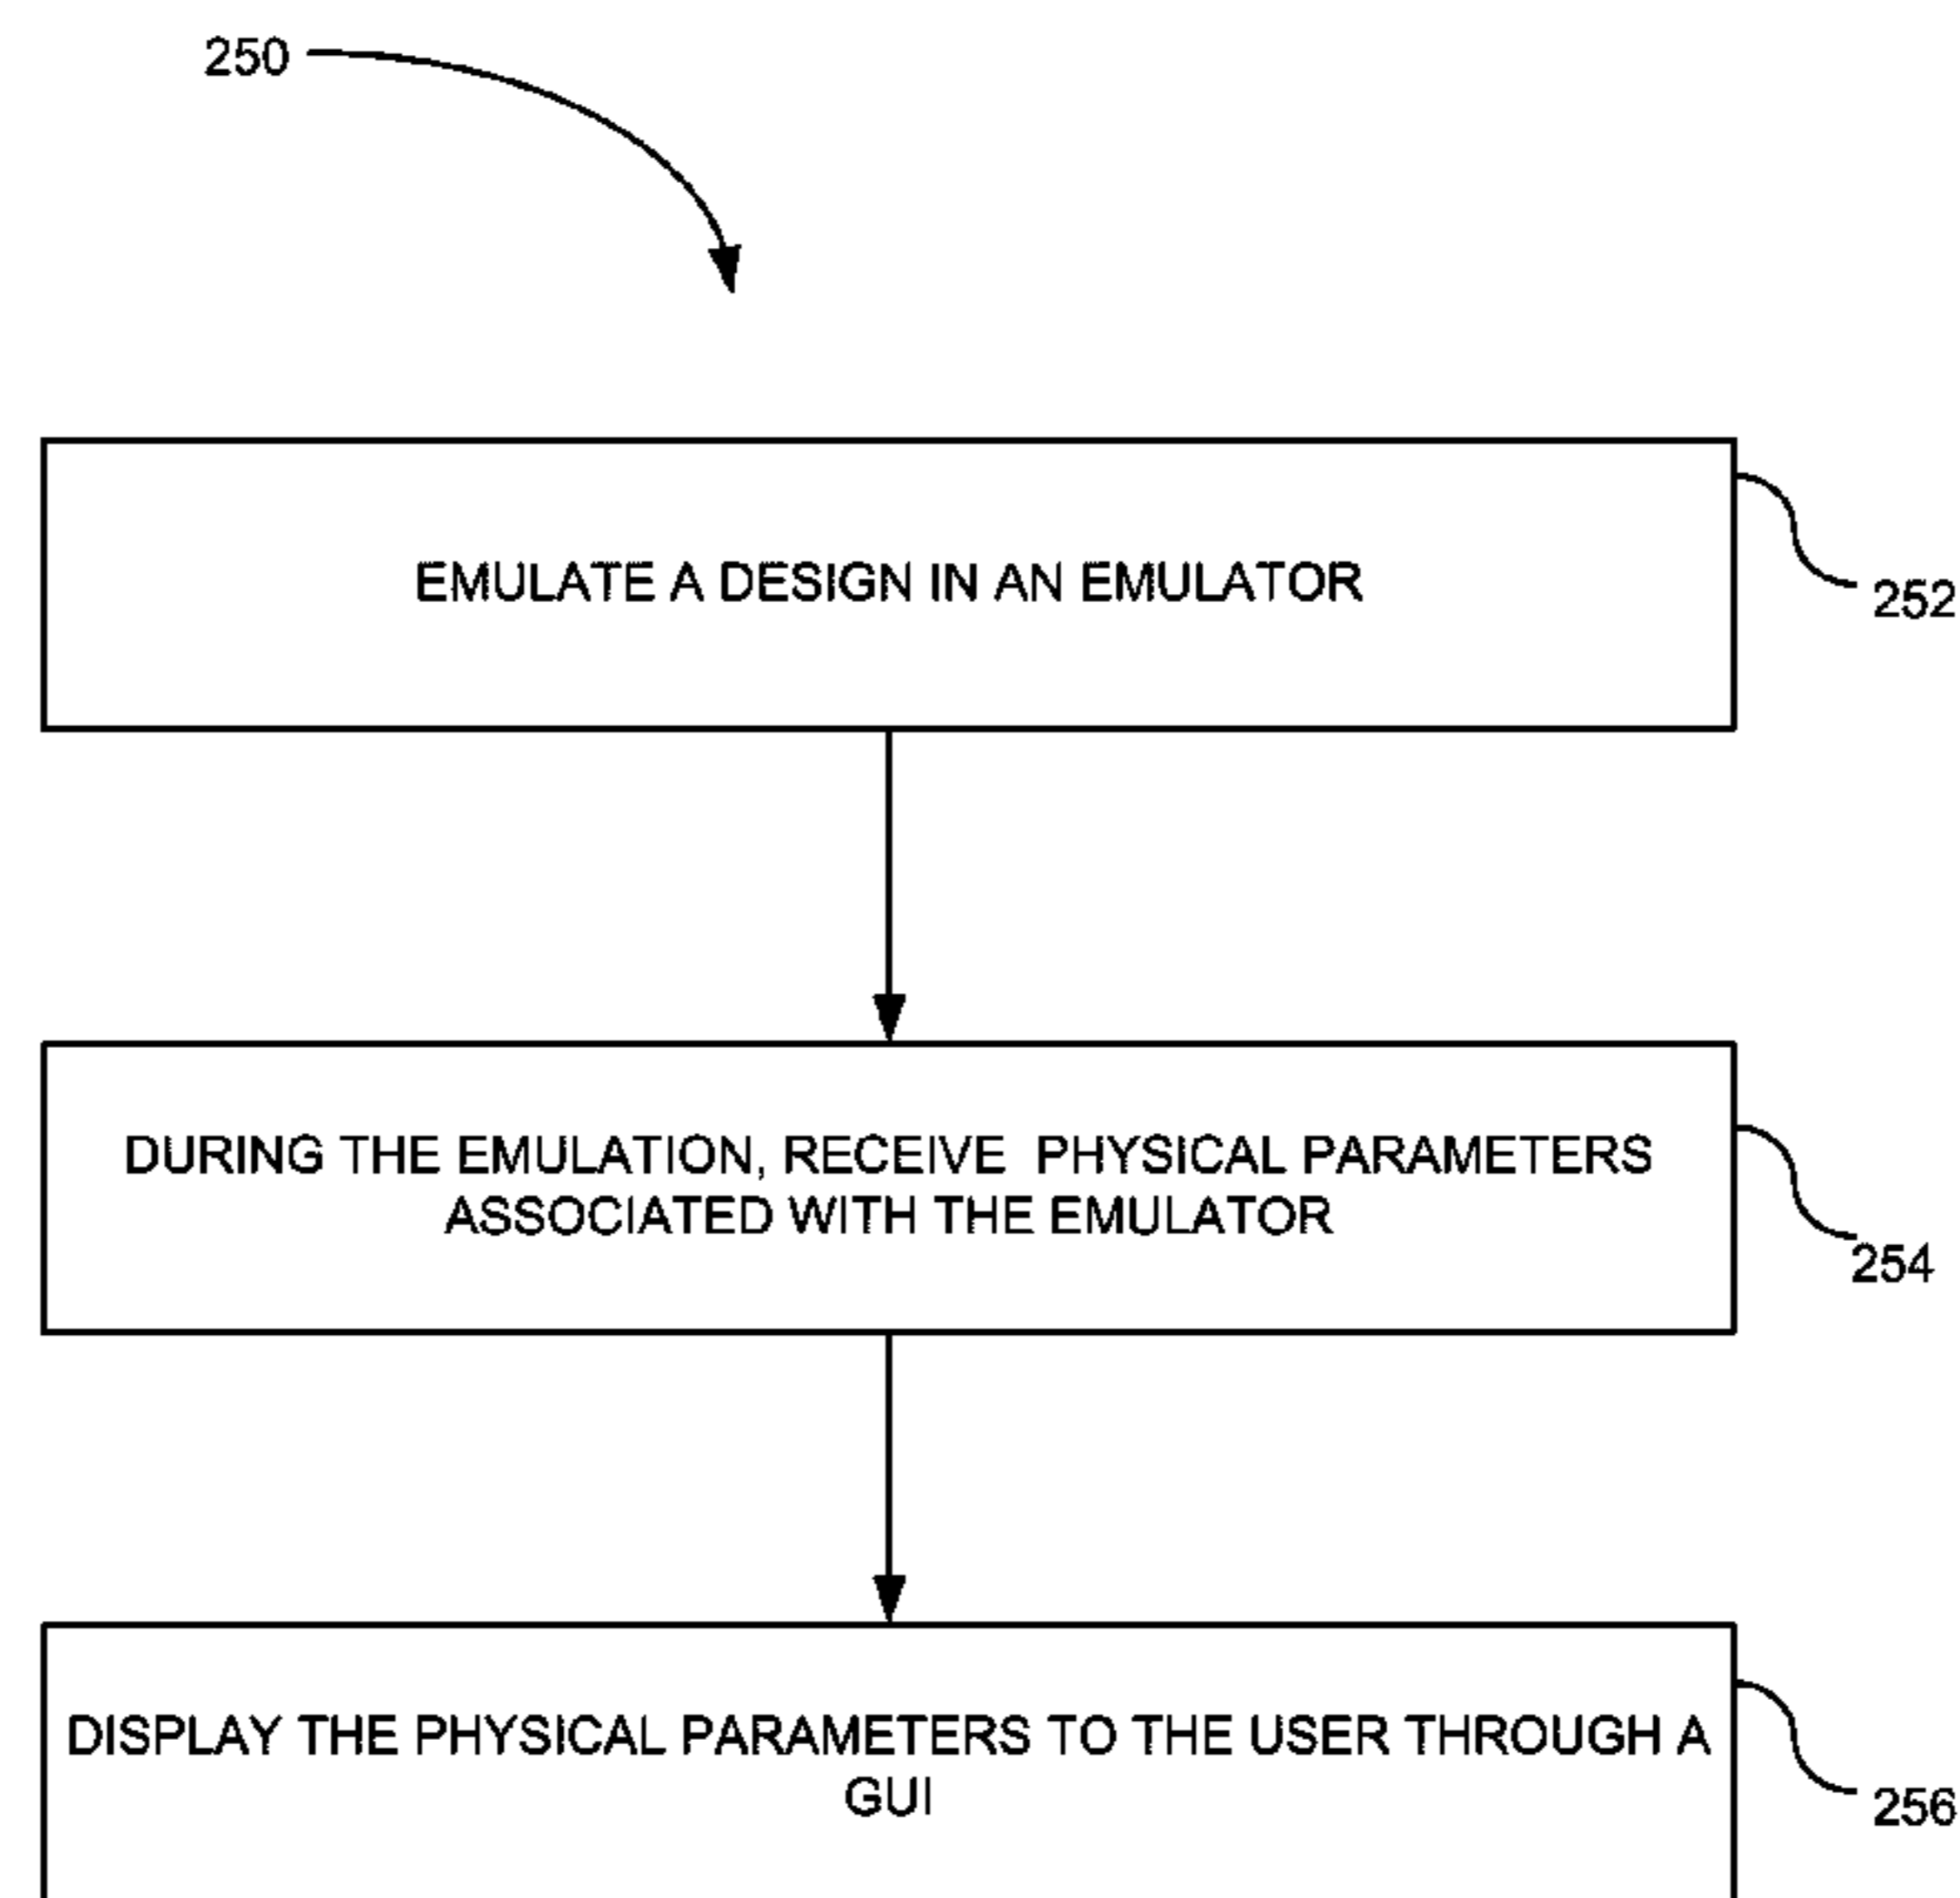 250
EMULATE A DESIGN IN AN EMULATOR
252
DURING THE EMULATION, RECEIVE PHYSICAL PARAMETERS
ASSOCIATED WITH THE EMULATOR
254
DISPLAY THE PHYSICAL PARAMETERS TO THE USER THROUGH A
GUI
256